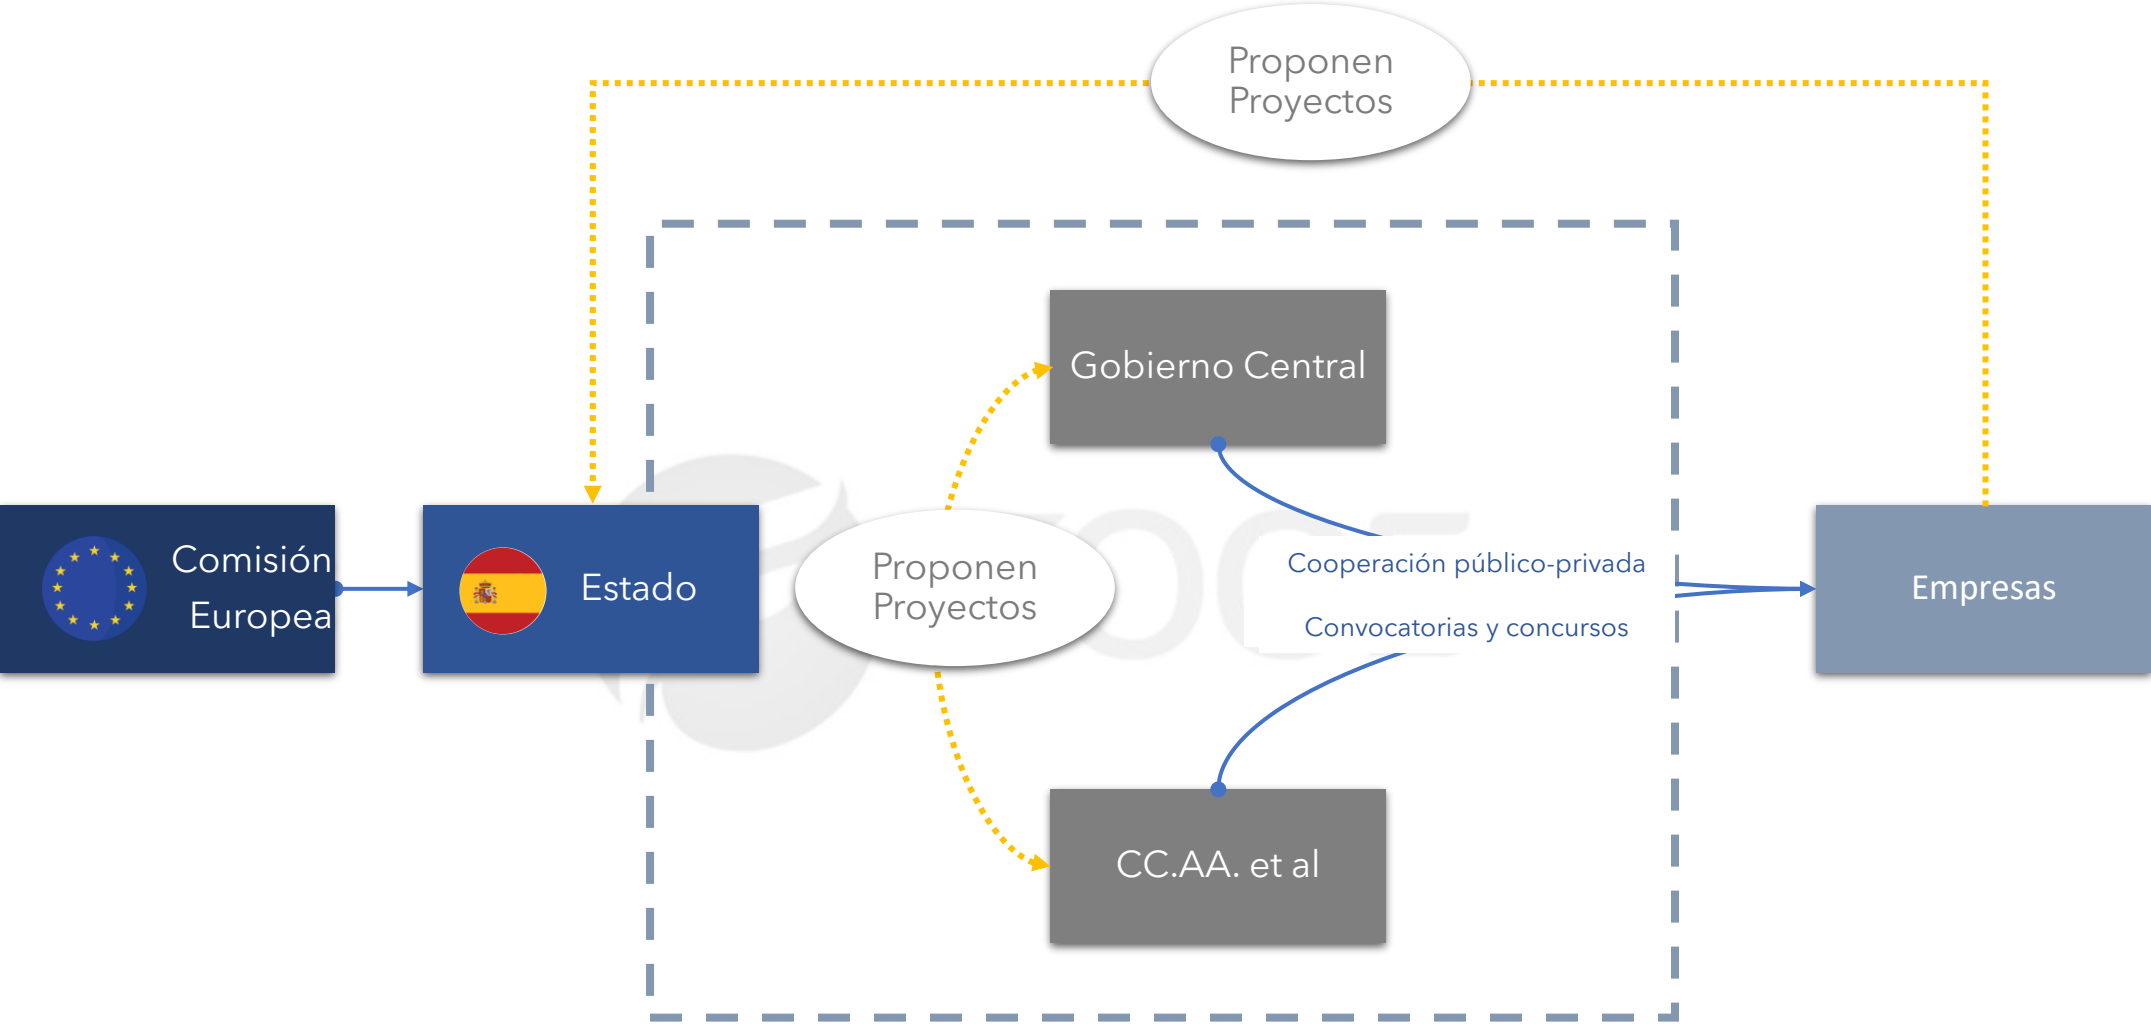 Proponen
Proyectos
Gobierno Central
Comisión
Europea
Estado
Proponen
Proyectos
Cooperación público-privada
Convocatorias y concursos
Empresas
CC.AA. et al